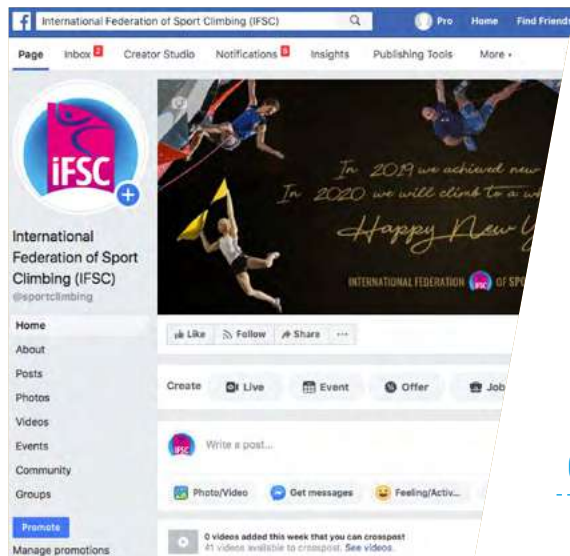 International Federation of Sport Climbing (IFSC)
Pro
Home
Find Friends
Page
Inbox 2
Creator Studio
Notifications
Insights
Publishing Tools
More
iFSC
In 2019 we achieved new
In 2020 we will climb to a
Happy New
INTERNATIONAL FEDERATION iFSC OF
International
Federation of Sport
Climbing (IFSC)
@sportclimbing
Home
About
Posts
Photos
Videos
Events
Community
Groups
Promote
Manage promotions
Like
Follow
Share
Create
Live
Event
Offer
Job
Write a post...
Photo/Video
Get messages
Feeling/Activ...
0 videos added this week that you can crosspost
41 videos available to crosspost. See videos.